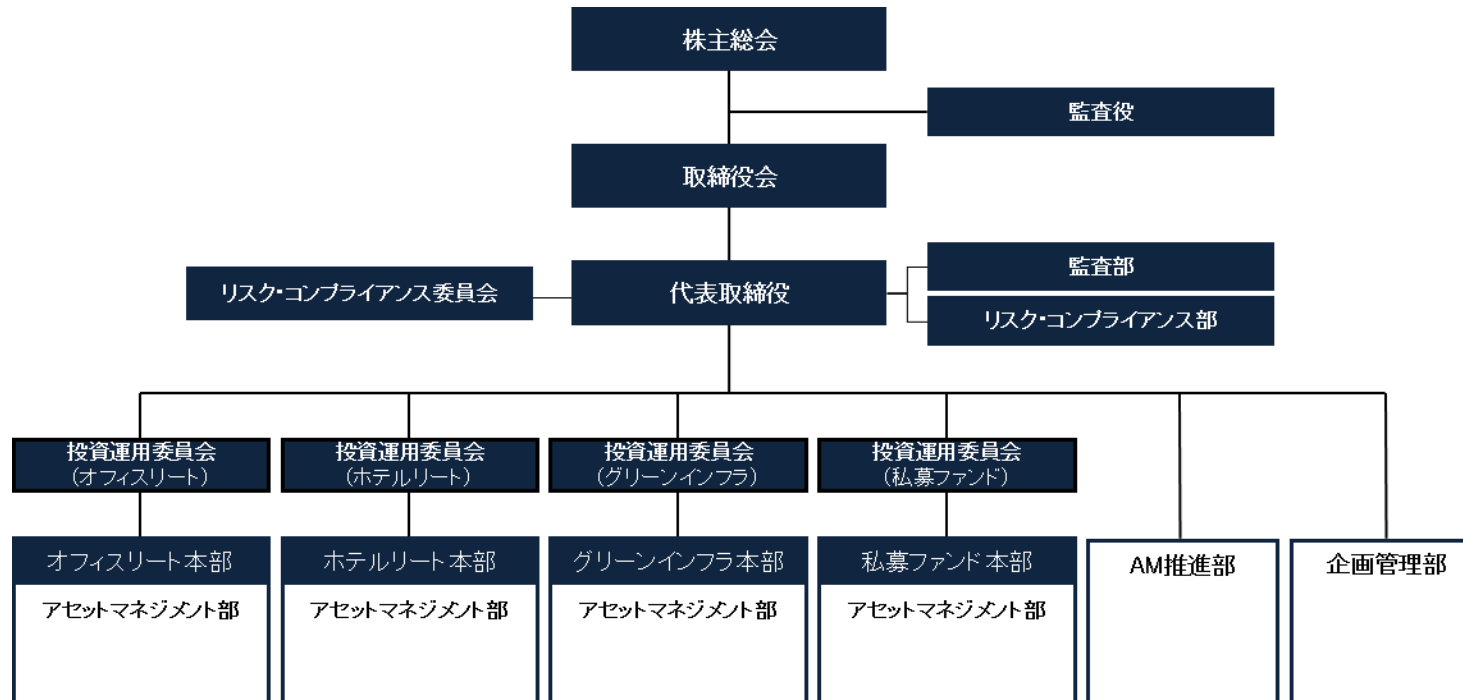 株主総会
監査役
取締役会
監査部
リスク・コンプライアンス委員会
代表取締役
リスク・コンプライアンス部
投資運用委員会
(オフィスリート)
投資運用委員会
(ホテルリート)
投資運用委員会
(グリーンインフラ)
投資運用委員会
(私募ファンド)
オフィスリート本部
アセットマネジメント部
ホテルリート本部
アセットマネジメント部
グリーンインフラ本部
アセットマネジメント部
私募ファンド本部
アセットマネジメント部
AM推進部
企画管理部